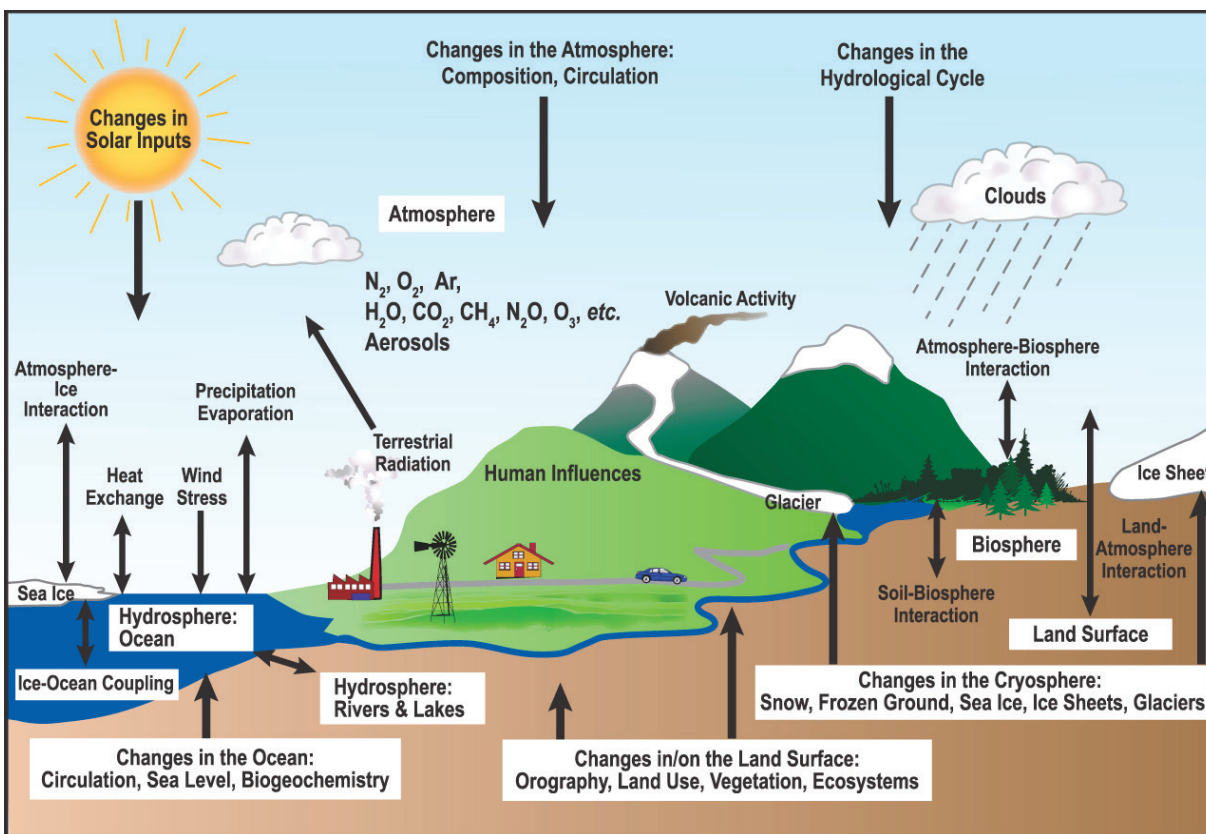 Changes in the Atmosphere:
Composition, Circulation
Changes in the
Hydrological Cycle
Changes in
Solar Inputs
Clouds
Atmosphere
N₂, O₂, Ar,
H₂O, CO₂, CH₄, N₂O, O₃, etc.
Aerosols
Volcanic Activity
Atmosphere-
Ice
Interaction
Precipitation
Evaporation
Atmosphere-Biosphere
Interaction
Terrestrial
Radiation
Human Influences
Heat
Exchange
Wind
Stress
Glacier
Ice Sheet
Land-
Atmosphere
Interaction
Biosphere
Soil-Biosphere
Interaction
Sea Ice
Hydrosphere:
Ocean
Land Surface
Ice-Ocean Coupling
Hydrosphere:
Rivers & Lakes
Changes in the Cryosphere:
Snow, Frozen Ground, Sea Ice, Ice Sheets, Glaciers
Changes in the Ocean:
Circulation, Sea Level, Biogeochemistry
Changes in/on the Land Surface:
Orography, Land Use, Vegetation, Ecosystems